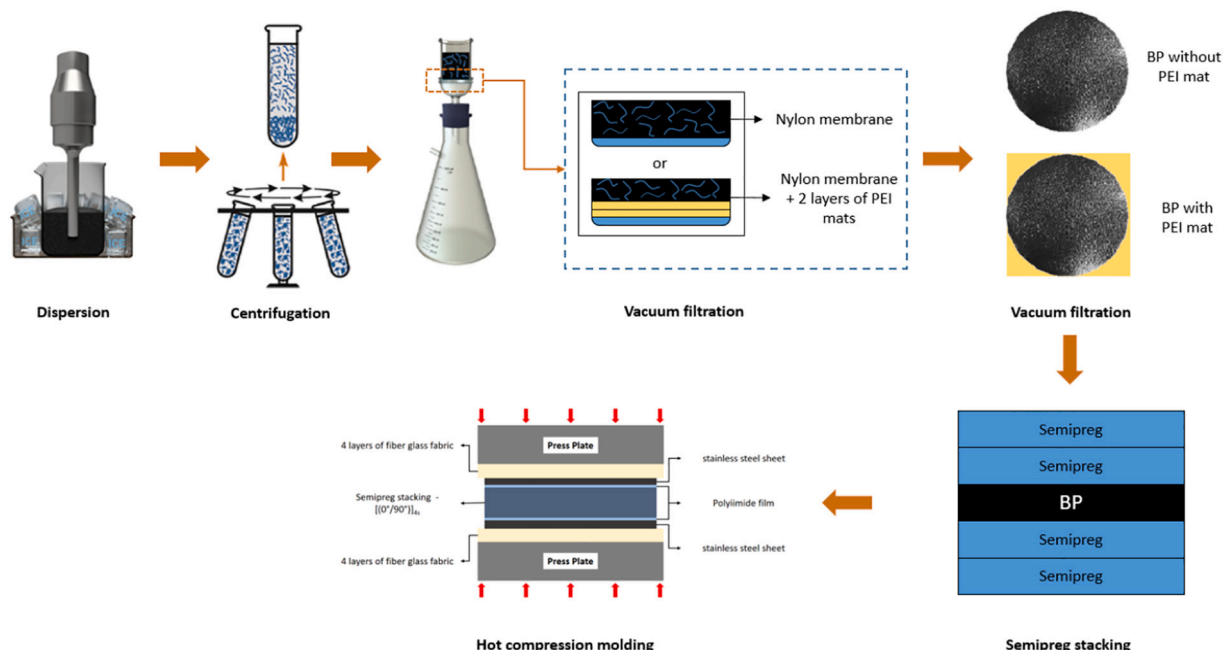 BP without
PEI mat
Nylon membrane
or
Nylon membrane
+ 2 layers of PEI
mats
BP with
PEI mat
Dispersion
Centrifugation
Vacuum filtration
Vacuum filtration
4 layers of fiber glass fabric
Press Plate
stainless steel sheet
Semipreg stacking -
[(0°/90°)]4s
Polyiimide film
4 layers of fiber glass fabric
Press Plate
stainless steel sheet
Semipreg
Semipreg
BP
Semipreg
Semipreg
Hot compression molding
Semipreg stacking